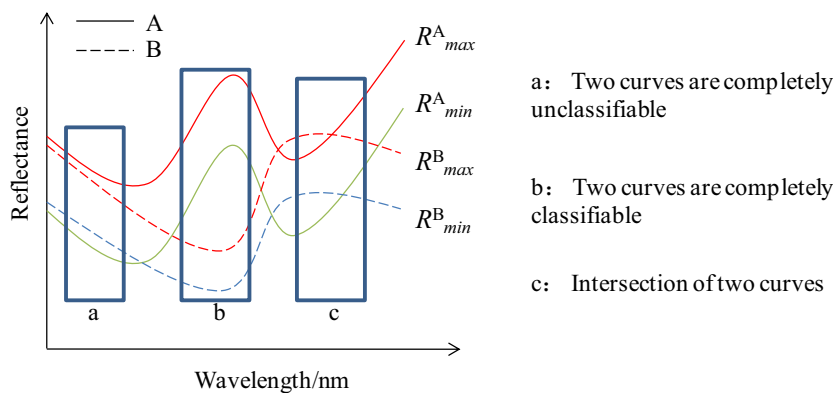 A
B
R^A_max
R^A_min
R^B_max
R^B_min
Reflectance
a
b
c
Wavelength/nm
a： Two curves are completely
unclassifiable
b： Two curves are completely
classifiable
c： Intersection of two curves